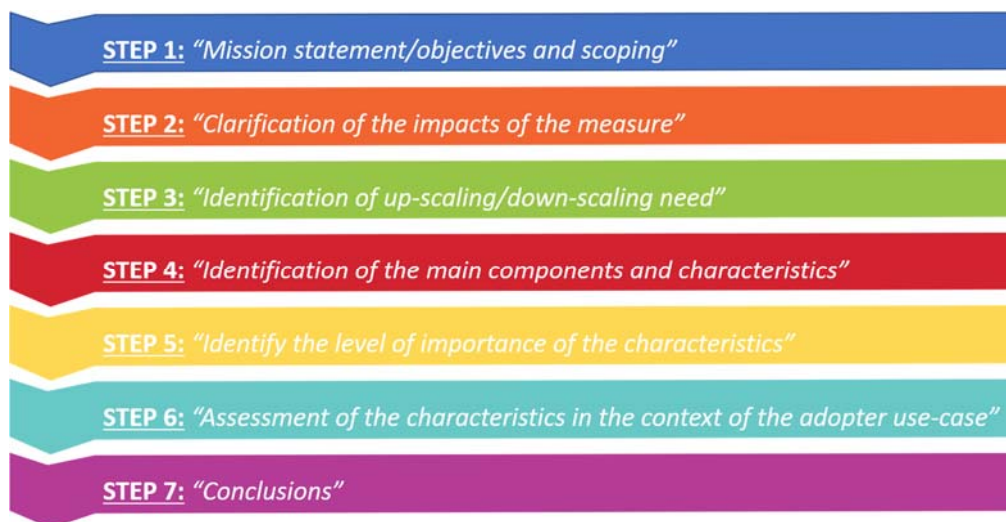 STEP 1: “Mission statement/objectives and scoping”
STEP 2: “Clarification of the impacts of the measure”
STEP 3: “Identification of up-scaling/down-scaling need”
STEP 4: “Identification of the main components and characteristics”
STEP 5: “Identify the level of importance of the characteristics”
STEP 6: “Assessment of the characteristics in the context of the adopter use-case”
STEP 7: “Conclusions”